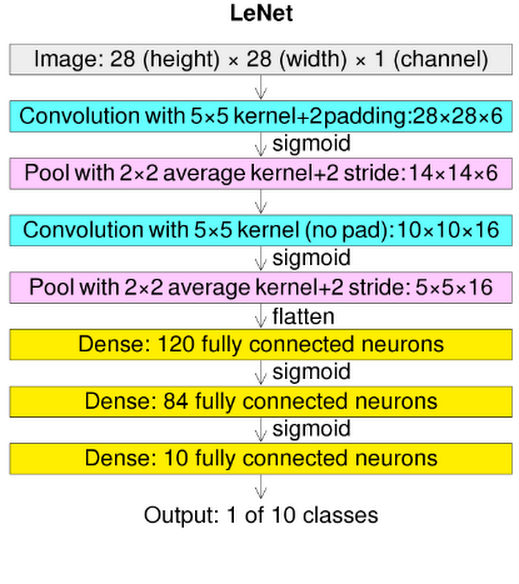 LeNet
Image: 28 (height) × 28 (width) × 1 (channel)
Convolution with 5×5 kernel+2padding:28×28×6
sigmoid
Pool with 2×2 average kernel+2 stride:14×14×6
Convolution with 5×5 kernel (no pad):10×10×16
sigmoid
Pool with 2×2 average kernel+2 stride: 5×5×16
flatten
Dense: 120 fully connected neurons
sigmoid
Dense: 84 fully connected neurons
sigmoid
Dense: 10 fully connected neurons
Output: 1 of 10 classes